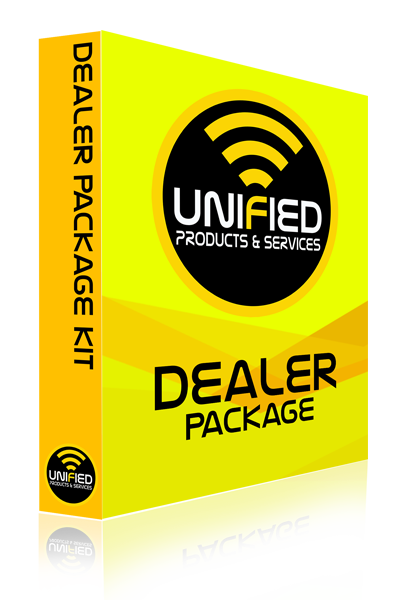 DEALER PACKAGE KIT
UNIFIED
PRODUCTS & SERVICES
UNIFIED
PRODUCTS & SERVICES
DEALER
PACKAGE